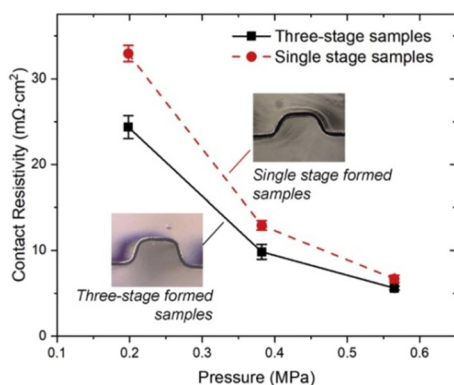 Three-stage samples
Single stage samples
30
20
10
0
Contact Resistivity (mΩ·cm²)
Single stage formed
samples
Three-stage formed
samples
0.1
0.2
0.3
0.4
0.5
0.6
Pressure (MPa)